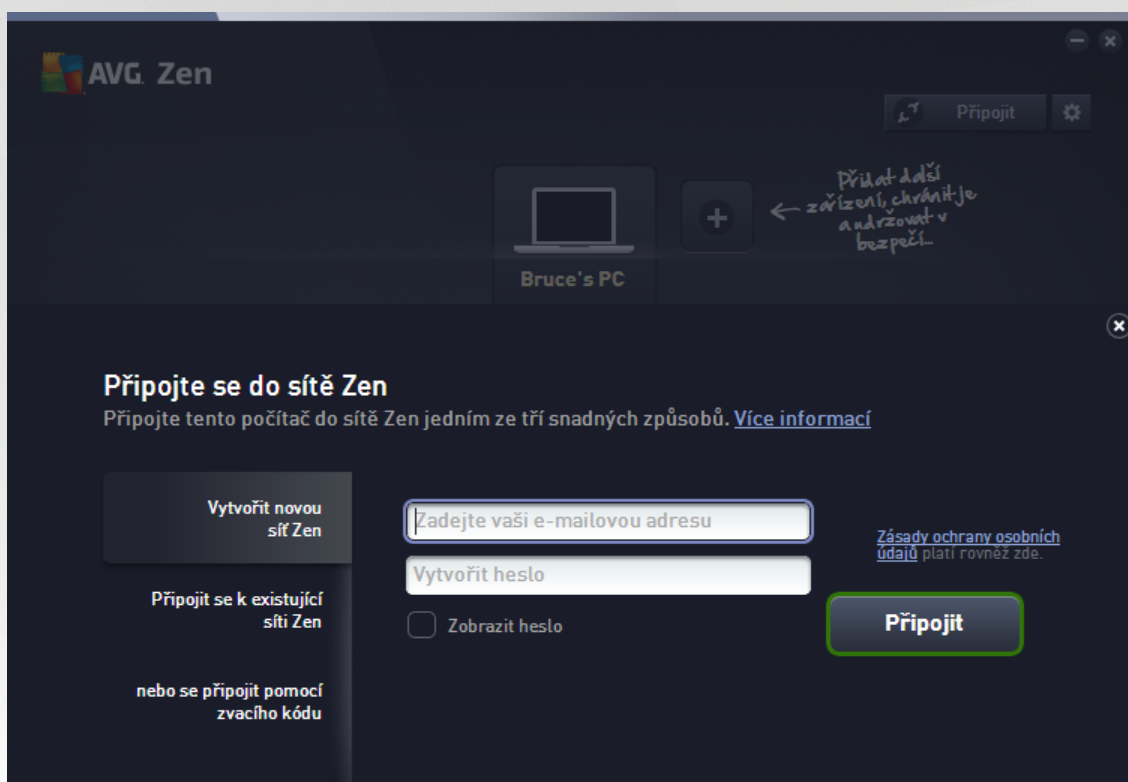 AVG. Zen
Připojit
Přidat další
zařízení, chránit je
a udržovat v
bezpečí...
Bruce's PC
Připojte se do sítě Zen
Připojte tento počítač do sítě Zen jedním ze tří snadných způsobů. Více informací
Vytvořit novou
síť Zen
Zadejte vaši e-mailovou adresu
Zásady ochrany osobních
údajů platí rovněž zde.
Vytvořit heslo
Připojit se k existující
síti Zen
Zobrazit heslo
Připojit
nebo se připojit pomocí
zvacího kódu